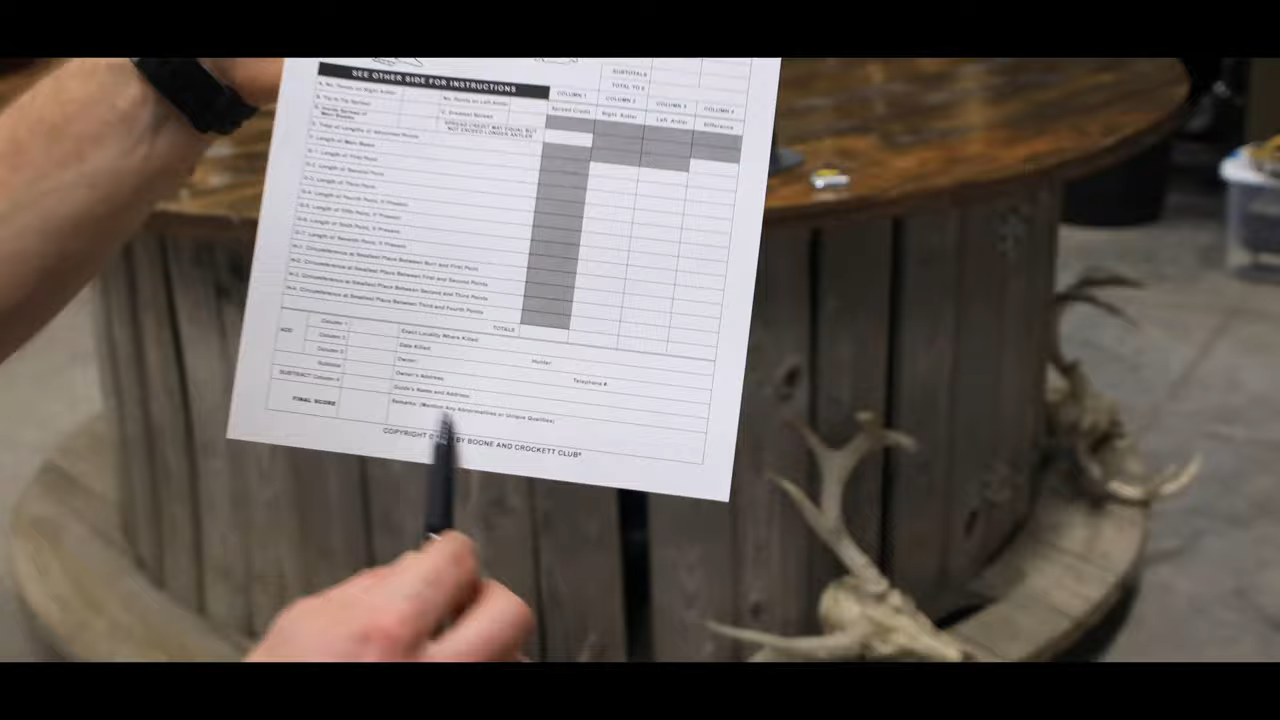 SUBTOTALS
TOTAL TO E
SEE OTHER SIDE FOR INSTRUCTIONS
COLUMN 1
COLUMN 2
COLUMN 3
COLUMN 4
A. No. Points on Right Antler
No. Points on Left Antler
Spread Credit
Right Antler
Left Antler
Difference
B. Tip to Tip Spread
C. Greatest Spread
D. Inside Spread of
Main Beams
SPREAD CREDIT MAY EQUAL BUT
NOT EXCEED LONGER ANTLER
E. Total of Lengths of Abnormal Points
F. Length of Main Beam
G-1. Length of First Point
G-2. Length of Second Point
G-3. Length of Third Point
G-4. Length of Fourth Point, If Present
G-5. Length of Fifth Point, If Present
G-6. Length of Sixth Point, If Present
G-7. Length of Seventh Point, If Present
H-1. Circumference at Smallest Place Between Burr and First Point
H-2. Circumference at Smallest Place Between First and Second Points
H-3. Circumference at Smallest Place Between Second and Third Points
H-4. Circumference at Smallest Place Between Third and Fourth Points
TOTALS
ADD
Column 1
Column 2
Column 3
Subtotal
SUBTRACT Column 4
FINAL SCORE
Exact Locality Where Killed:
Date Killed:
Hunter:
Owner:
Telephone #:
Owner's Address:
Guide's Name and Address:
Remarks: (Mention Any Abnormalities or Unique Qualities)
COPYRIGHT BY BOONE AND CROCKETT CLUB®